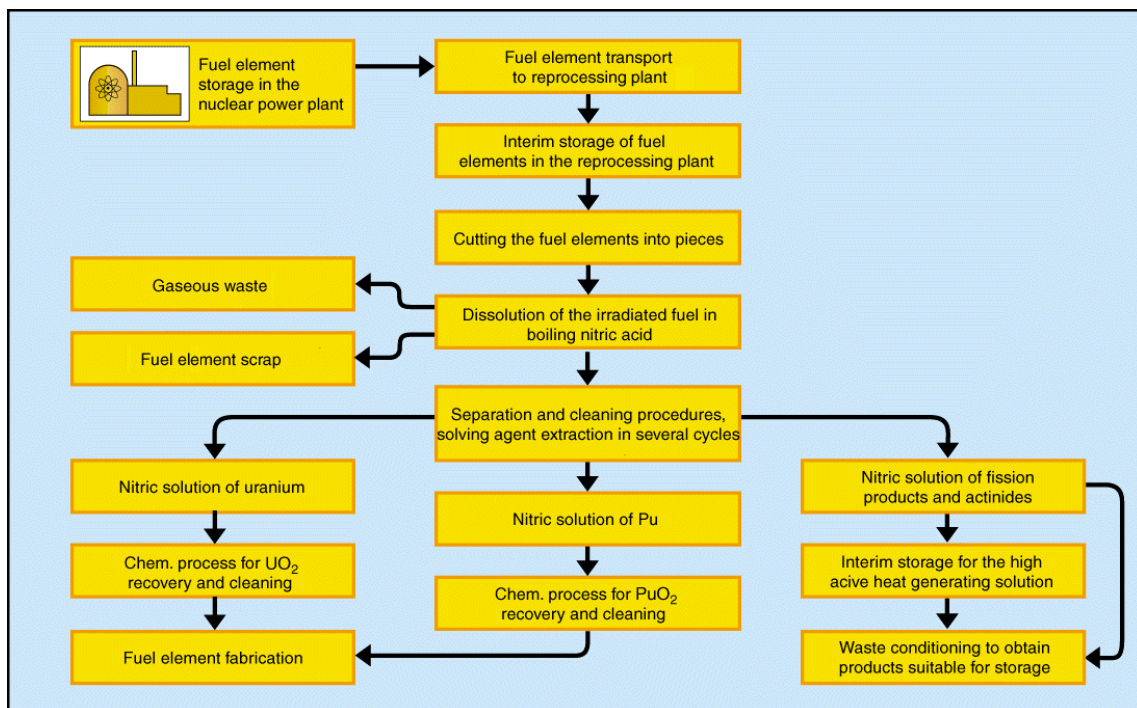 Fuel element
storage in the
nuclear power plant
Fuel element transport
to reprocessing plant
Interim storage of fuel
elements in the reprocessing plant
Cutting the fuel elements into pieces
Gaseous waste
Dissolution of the irradiated fuel in
boiling nitric acid
Fuel element scrap
Separation and cleaning procedures,
solving agent extraction in several cycles
Nitric solution of uranium
Nitric solution of Pu
Nitric solution of fission
products and actinides
Chem. process for UO₂
recovery and cleaning
Chem. process for PuO₂
recovery and cleaning
Interim storage for the high
acive heat generating solution
Fuel element fabrication
Waste conditioning to obtain
products suitable for storage